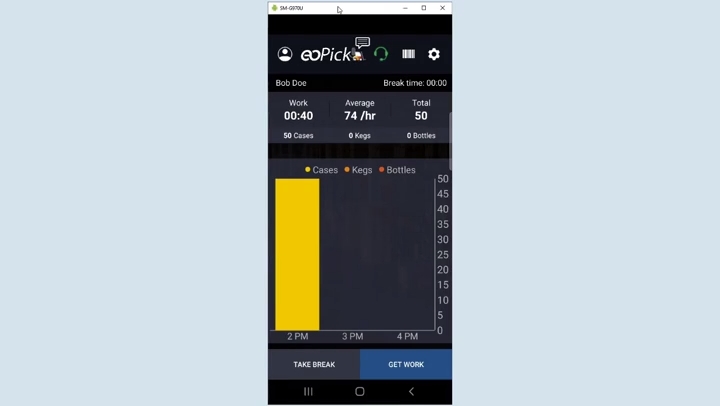 SM-G970U
eoPick
Bob Doe
Break time: 00:00
Work Average Total
00:40 74 /hr 50
50 Cases 0 Kegs 0 Bottles
Cases Kegs Bottles
50
45
40
35
30
25
20
15
10
5
0
2 PM 3 PM 4 PM
TAKE BREAK GET WORK